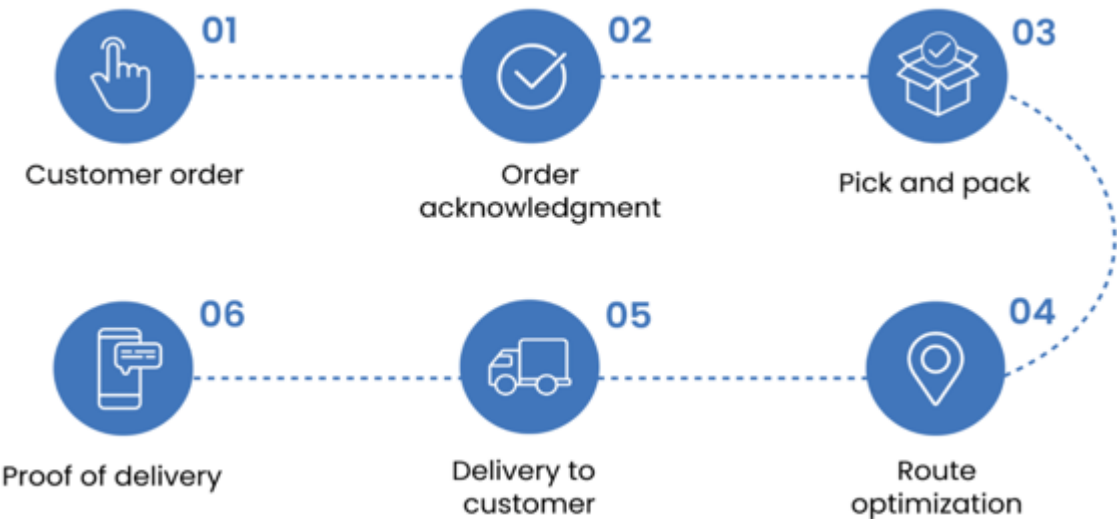 01
Customer order
02
Order
acknowledgment
03
Pick and pack
04
Route
optimization
05
Delivery to
customer
06
Proof of delivery